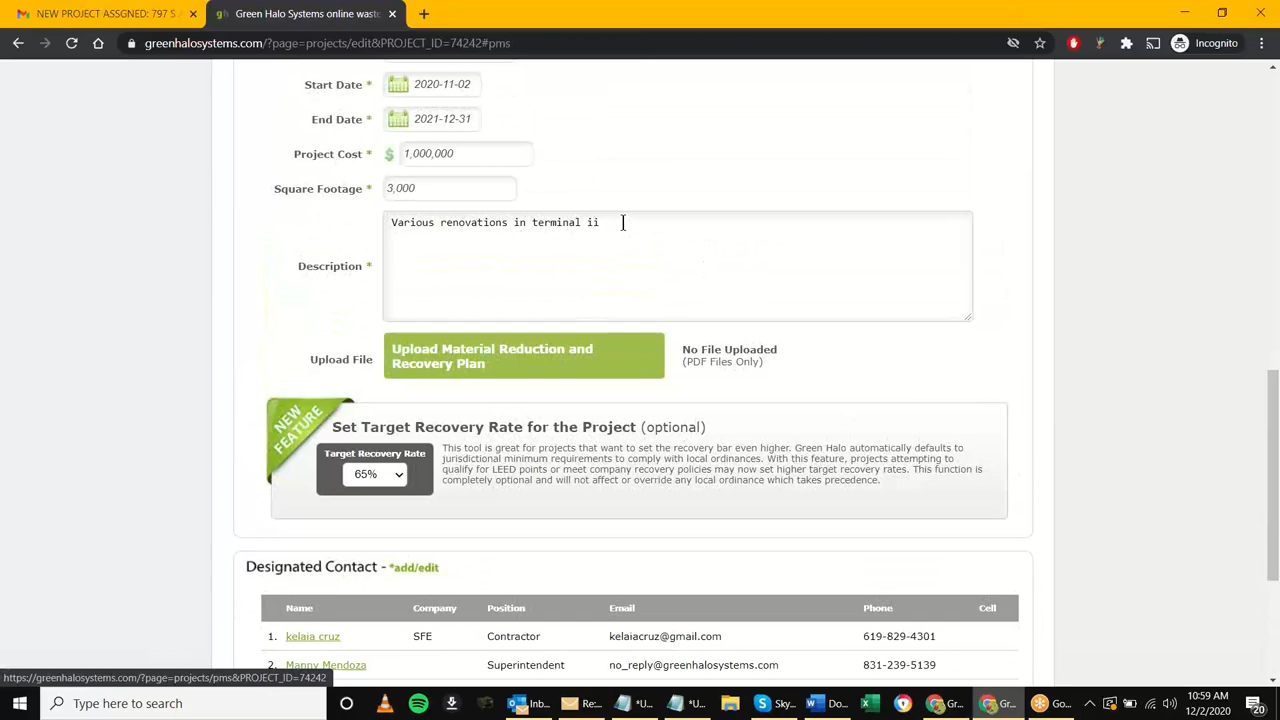 NEW PROJECT ASSGNED: 797 S
Green Halo Systems online wast
greenhalosystems.com/?page=projects/edit&PROJECT_ID=74242#pms
Incognito
Start Date *
2020-11-02
End Date *
2021-12-31
Project Cost *
$
1,000,000
Square Footage *
3,000
Description *
Various renovations in terminal ii
Upload File
Upload Material Reduction and
Recovery Plan
No File Uploaded
(PDF Files Only)
NEW
FEATURE
Set Target Recovery Rate for the Project (optional)
Target Recovery Rate
65%
This tool is great for projects that want to set the recovery bar even higher. Green Halo automatically defaults to
jurisdictional minimum requirements to comply with local ordinances. With this feature, projects attempting to
qualify for LEED points or meet company recovery policies may now set higher target recovery rates. This function is
completely optional and will not affect or override any local ordinance which takes precedence.
Designated Contact - *add/edit
Name Company Position Email Phone Cell
1. kelaia cruz SFE Contractor kelaiacruz@gmail.com 619-829-4301
2. Manny Mendoza Superintendent no_reply@greenhalosystems.com 831-239-5139
https://greenhalosystems.com/?page=projects/pms&PROJECT_ID=74242
Type here to search
Inb...
Re:...
*U...
*U...
Sky...
Do...
Gr...
Gr...
Go...
10:59 AM
12/2/2020
20